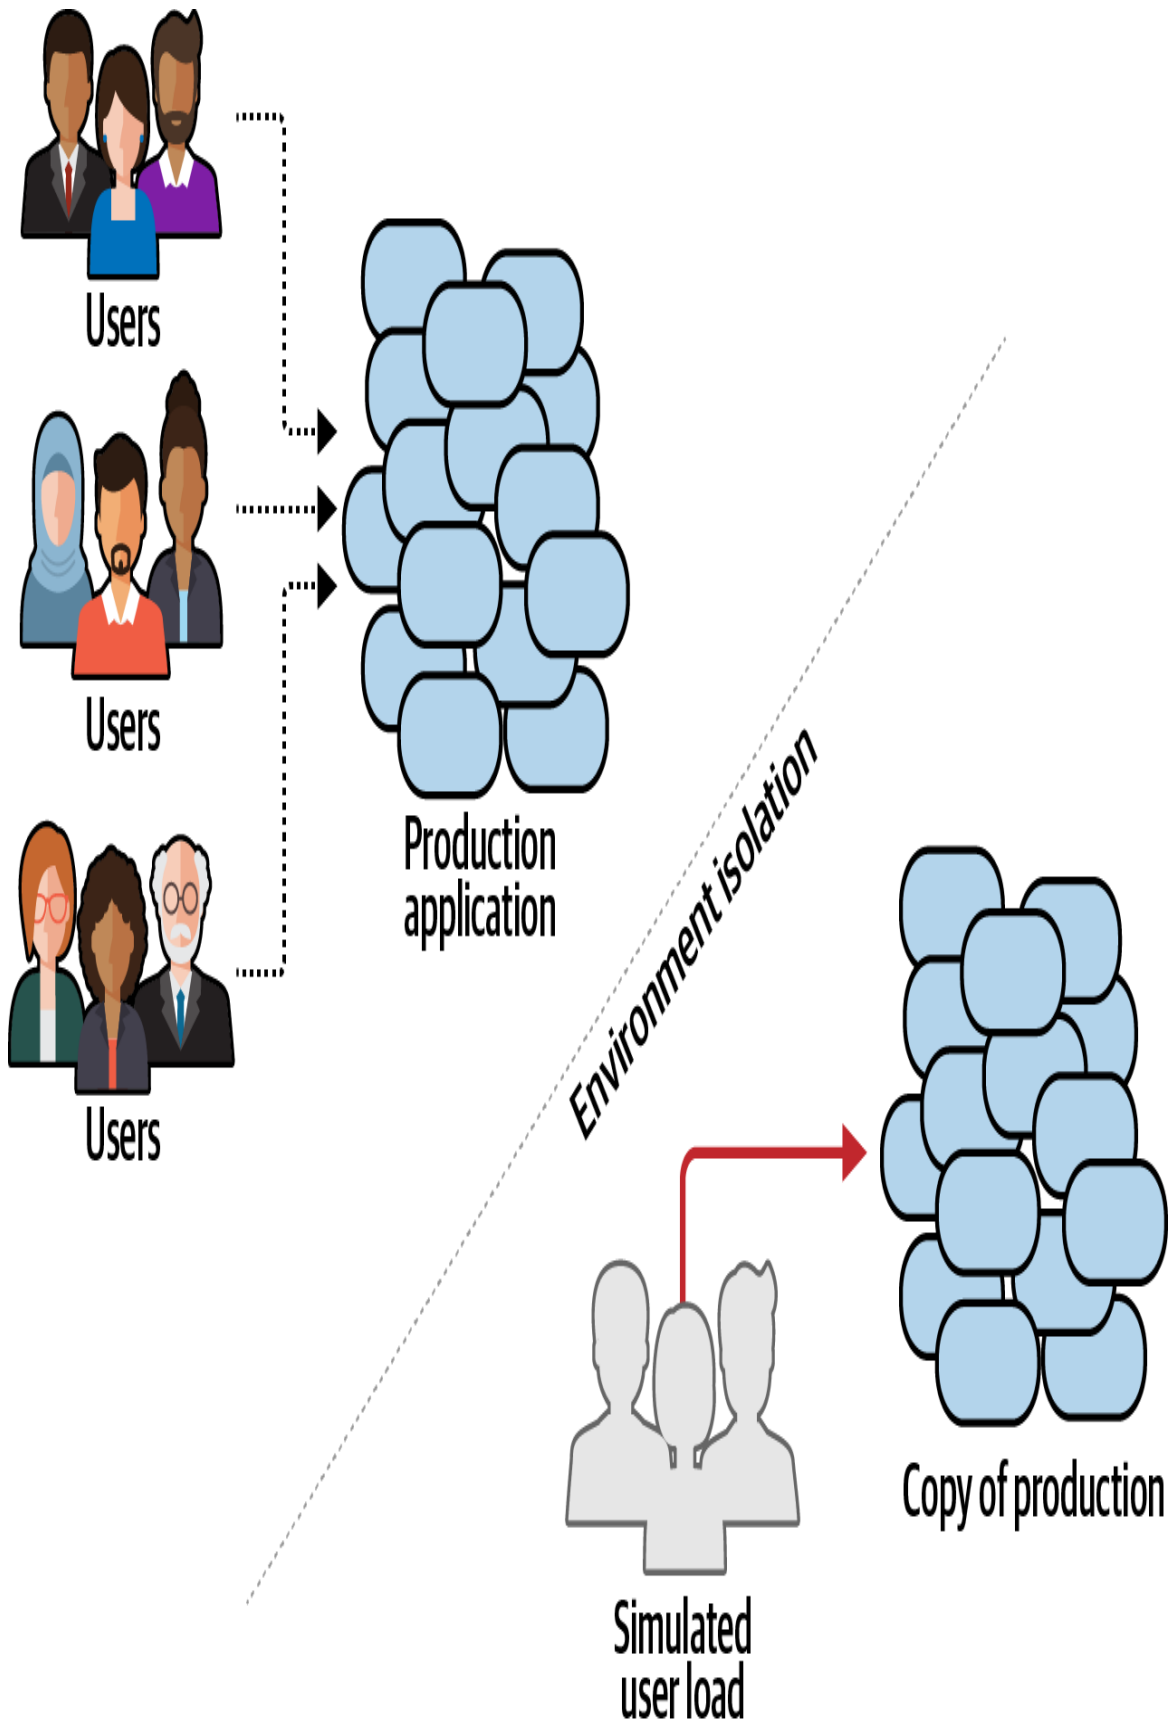 Users
Users
Users
Production
application
Environment isolation
Copy of production
Simulated
user load